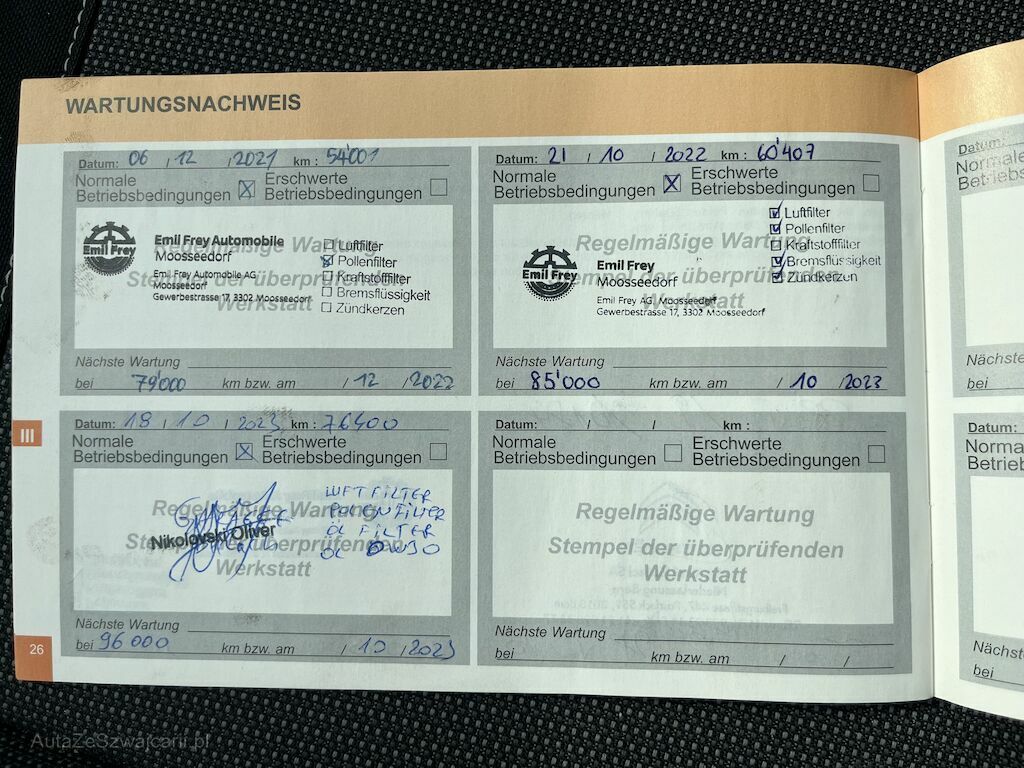 WARTUNGSNACHWEIS
Datum: 06 / 12 / 2021 km : 54'001
Normale
Betriebsbedingungen
Erschwerte
Betriebsbedingungen
Emil Frey
Emil Frey Automobile
Moosseedorf
Emil Frey Automobile AG
Moosseedorf
Gewerbestrasse 17, 3302 Moosseedorf
Regelmäßige Wartung
Stempel der überprüfenden
Werkstatt
Luftfilter
Pollenfilter
Kraftstofffilter
Bremsflüssigkeit
Zündkerzen
Nächste Wartung
bei 79'000 km bzw. am / 12 / 2022
Datum: 21 / 10 / 2022 km : 60'407
Normale
Betriebsbedingungen
Erschwerte
Betriebsbedingungen
Luftfilter
Pollenfilter
Kraftstofffilter
Bremsflüssigkeit
Zündkerzen
Regelmäßige Wartung
Stempel der überprüfenden
Werkstatt
Emil Frey
Emil Frey
Moosseedorf
Emil Frey AG, Moosseedorf
Gewerbestrasse 17, 3302 Moosseedorf
Nächste Wartung
bei 85'000 km bzw. am / 10 / 2023
III
Datum: 18 / 10 / 2023 km : 76400
Normale
Betriebsbedingungen
Erschwerte
Betriebsbedingungen
Regelmäßige Wartung
Stempel der überprüfenden
Werkstatt
Nikolovski Oliver
LUFTFILTER
POLENFILTER
ÖL FILTER
ÖL 0W30
Nächste Wartung
bei 96000 km bzw. am / 10 / 2023
Datum: / / km :
Normale
Betriebsbedingungen
Erschwerte
Betriebsbedingungen
Regelmäßige Wartung
Stempel der überprüfenden
Werkstatt
Nächste Wartung
bei km bzw. am / /
26
Datum:
Normale
Nächste
bei
Datum:
bei
AutaZeSzwajcarii.pl